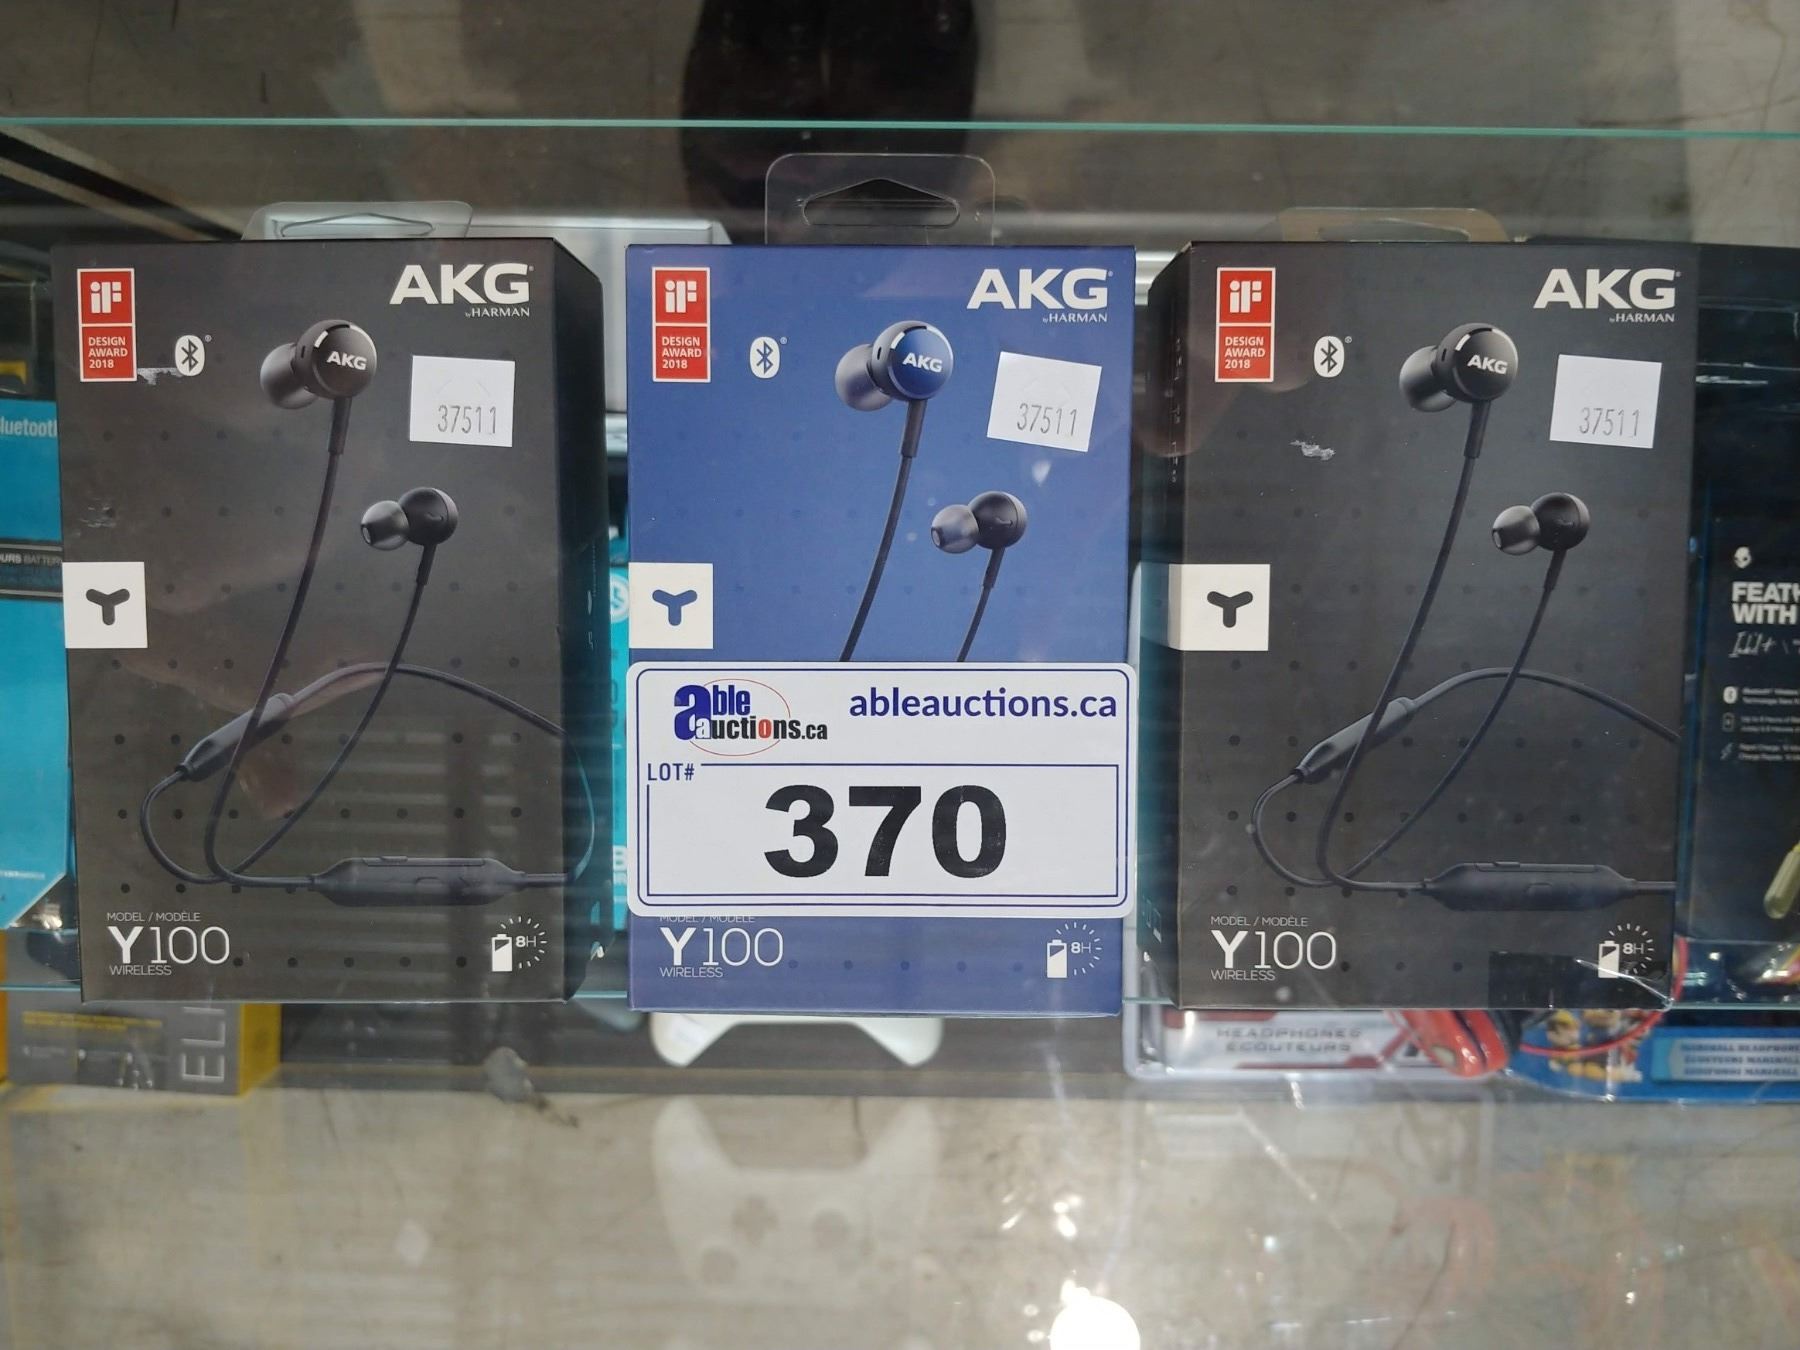 iF
DESIGN
AWARD
2018
AKG
by HARMAN
AKG
37511
MODEL / MODÈLE
Y100
WIRELESS
8H
iF
DESIGN
AWARD
2018
AKG
by HARMAN
AKG
37511
able
auctions.ca
ableauctions.ca
LOT#
370
MODEL / MODÈLE
Y100
WIRELESS
8H
iF
DESIGN
AWARD
2018
AKG
by HARMAN
AKG
37511
MODEL / MODÈLE
Y100
WIRELESS
8H
WITH
HEADPHONES
ÉCOUTEURS